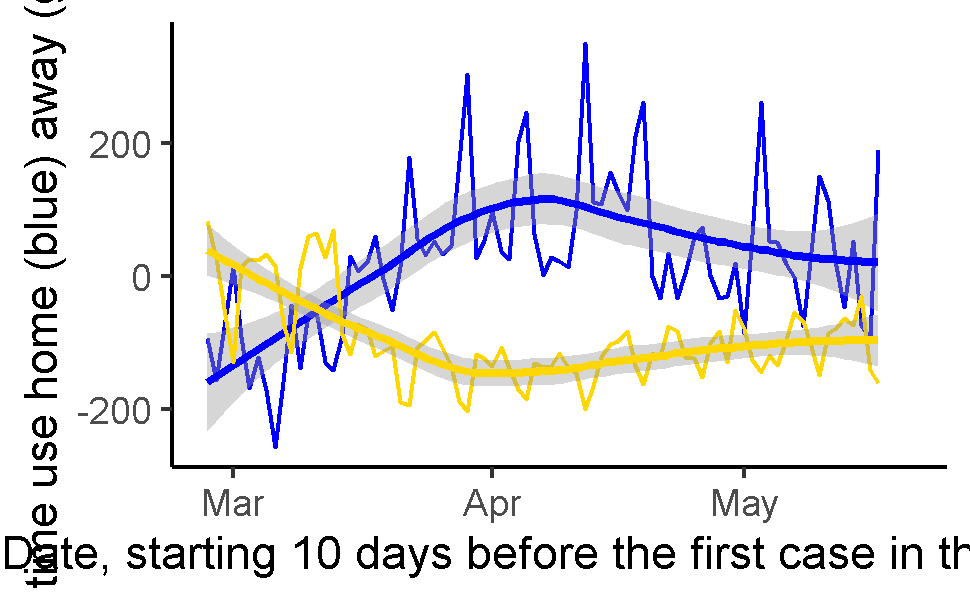 time use home (blue) away (
200
0
-200
Mar Apr May
Date, starting 10 days before the first case in th